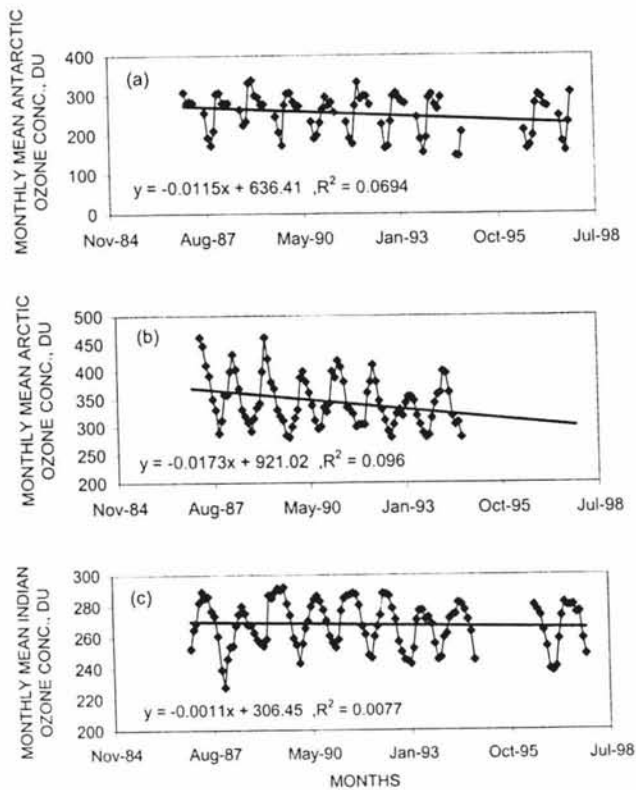 MONTHLY MEAN ANTARCTIC
OZONE CONC., DU
400
300
200
100
0
(a)
y = -0.0115x + 636.41 ,R² = 0.0694
Nov-84 Aug-87 May-90 Jan-93 Oct-95 Jul-98
MONTHLY MEAN ARCTIC
OZONE CONC., DU
500
450
400
350
300
250
200
(b)
y = -0.0173x + 921.02 ,R² = 0.096
Nov-84 Aug-87 May-90 Jan-93 Oct-95 Jul-98
MONTHLY MEAN INDIAN
OZONE CONC., DU
300
280
260
240
220
200
(c)
y = -0.0011x + 306.45 ,R² = 0.0077
Nov-84 Aug-87 May-90 Jan-93 Oct-95 Jul-98
MONTHS